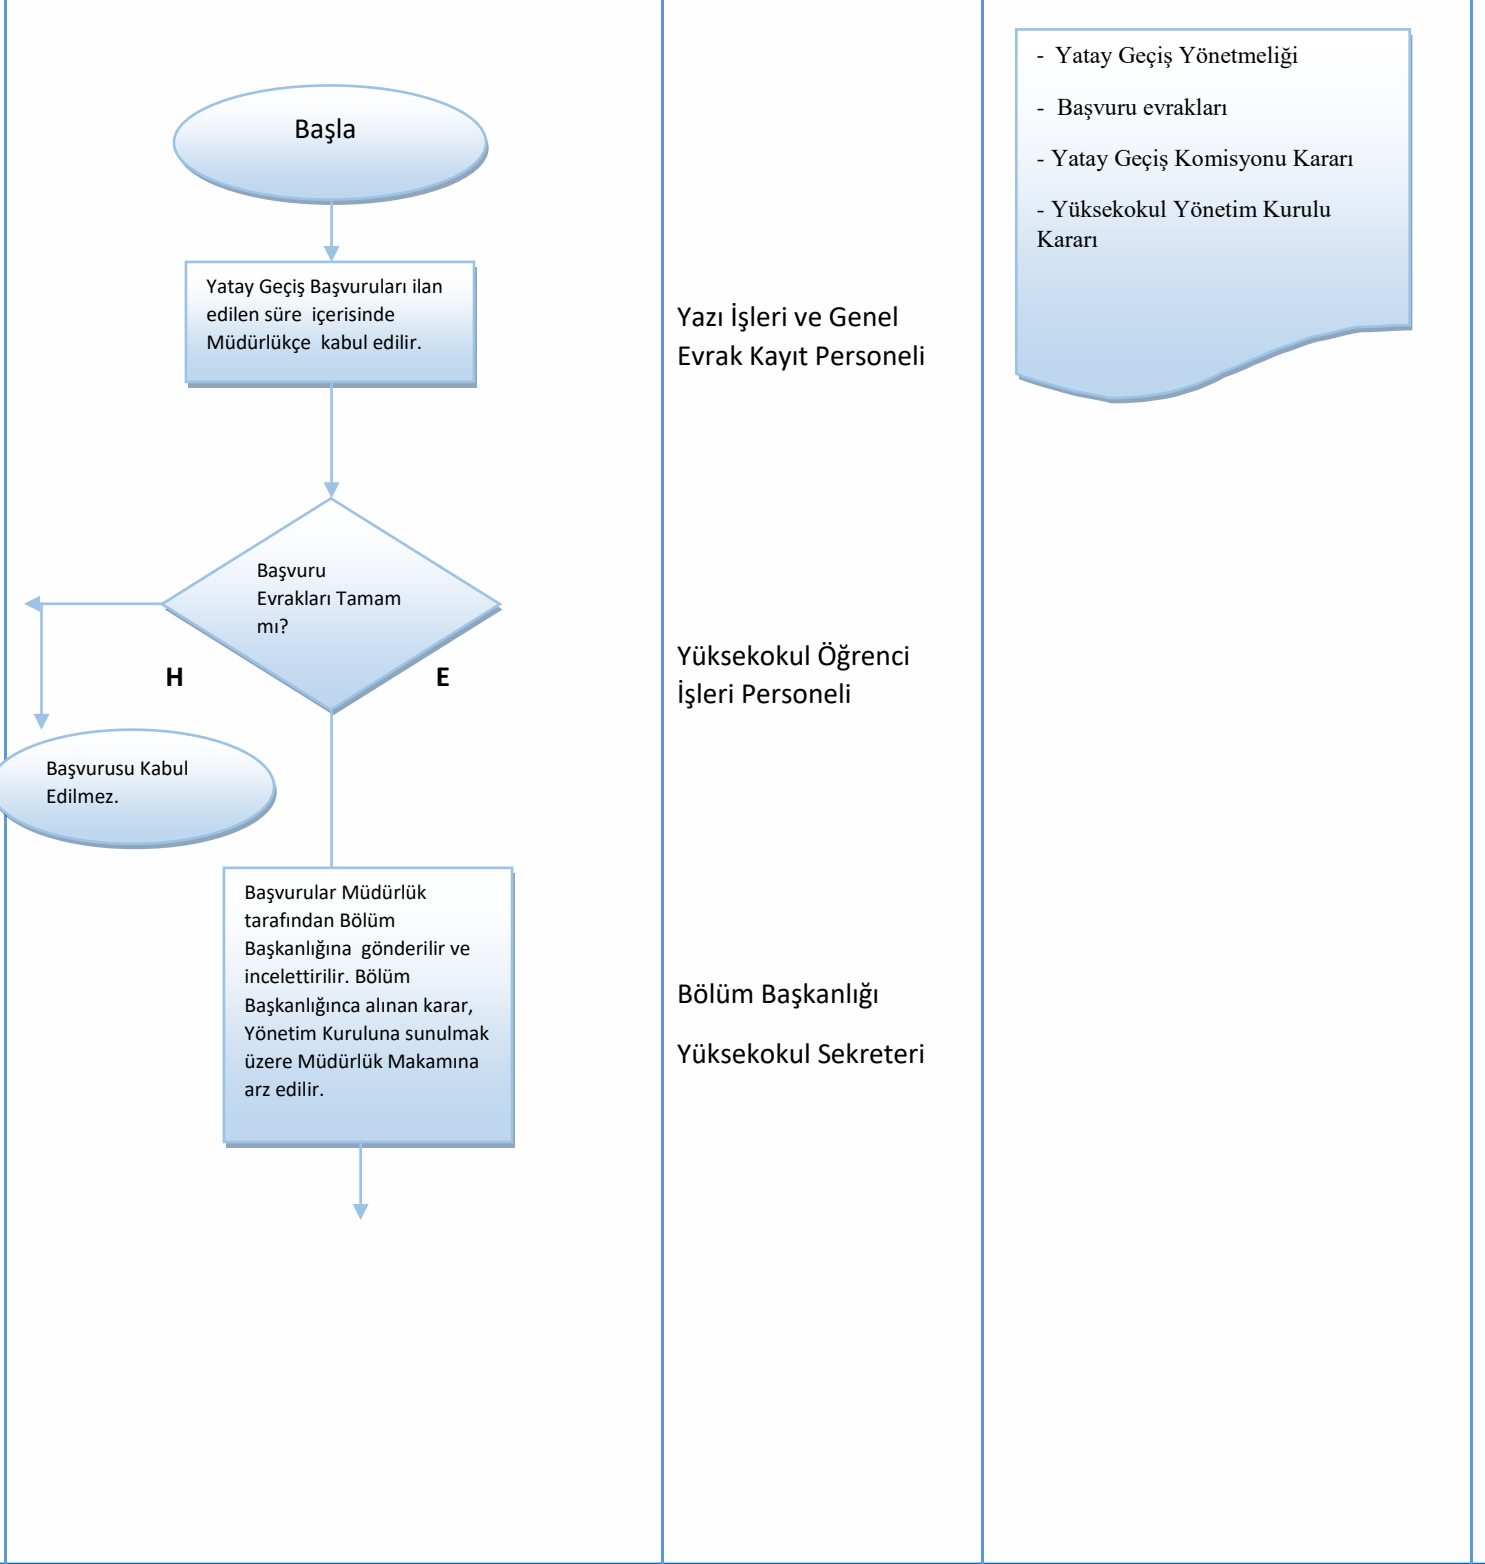 Başla
Yatay Geçiş Başvuruları ilan
edilen süre içerisinde
Müdürlükçe kabul edilir.
Başvuru
Evrakları Tamam
mı?
H
E
Başvurusu Kabul
Edilmez.
Başvurular Müdürlük
tarafından Bölüm
Başkanlığına gönderilir ve
incelettirilir. Bölüm
Başkanlığınca alınan karar,
Yönetim Kuruluna sunulmak
üzere Müdürlük Makamına
arz edilir.
Yazı İşleri ve Genel
Evrak Kayıt Personeli
Yüksekokul Öğrenci
İşleri Personeli
Bölüm Başkanlığı
Yüksekokul Sekreteri
- Yatay Geçiş Yönetmeliği
- Başvuru evrakları
- Yatay Geçiş Komisyonu Kararı
- Yüksekokul Yönetim Kurulu
Kararı